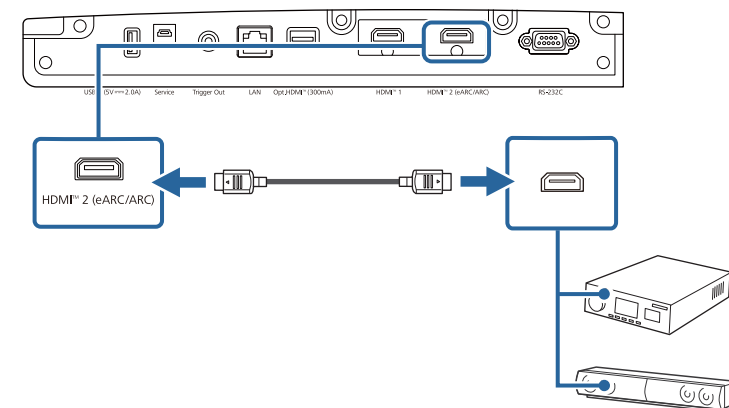 USB (5V⎓2.0A) Service Trigger Out LAN Opt.HDMI™(300mA) HDMI™ 1 HDMI™ 2 (eARC/ARC) RS-232C
HDMI™ 2 (eARC/ARC)